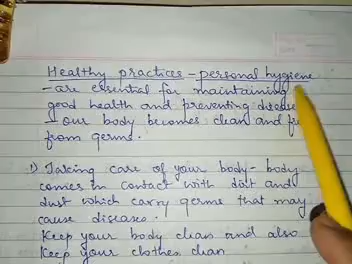 Healthy practices - personal hygiene
- are essential for maintaining
good health and preventing disease
- our body becomes clean and
from germs.
1) Taking care of your body - body
comes in contact with dirt and
dust which carry germs that may
cause disease.
Keep your body clean and also
Keep your clothes clean